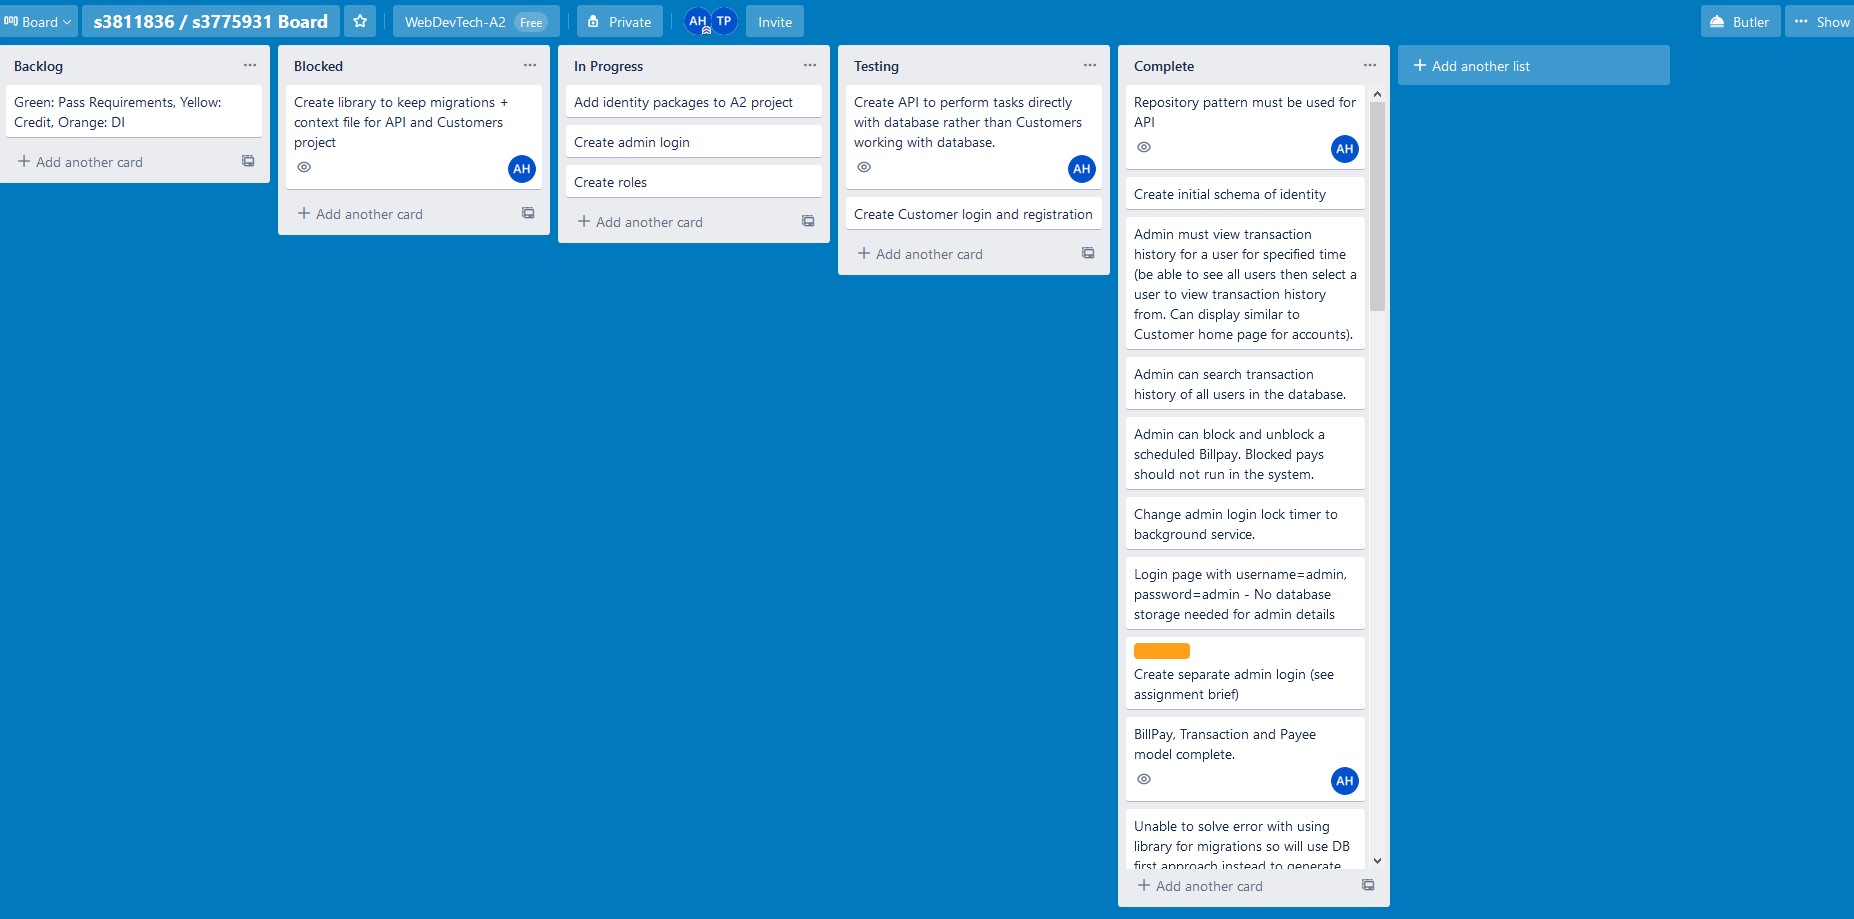 Board
s3811836 / s3775931 Board
WebDevTech-A2 Free
Private
AH TP
Invite
Butler
Show
Backlog
Green: Pass Requirements, Yellow:
Credit, Orange: DI
Add another card
Blocked
Create library to keep migrations +
context file for API and Customers
project
AH
Add another card
In Progress
Add identity packages to A2 project
Create admin login
Create roles
Add another card
Testing
Create API to perform tasks directly
with database rather than Customers
working with database.
AH
Create Customer login and registration
Add another card
Complete
Repository pattern must be used for
API
AH
Create initial schema of identity
Admin must view transaction
history for a user for specified time
(be able to see all users then select a
user to view transaction history
from. Can display similar to
Customer home page for accounts).
Admin can search transaction
history of all users in the database.
Admin can block and unblock a
scheduled Billpay. Blocked pays
should not run in the system.
Change admin login lock timer to
background service.
Login page with username=admin,
password=admin - No database
storage needed for admin details
Create separate admin login (see
assignment brief)
BillPay, Transaction and Payee
model complete.
AH
Unable to solve error with using
library for migrations so will use DB
first approach instead to generate
Add another card
Add another list